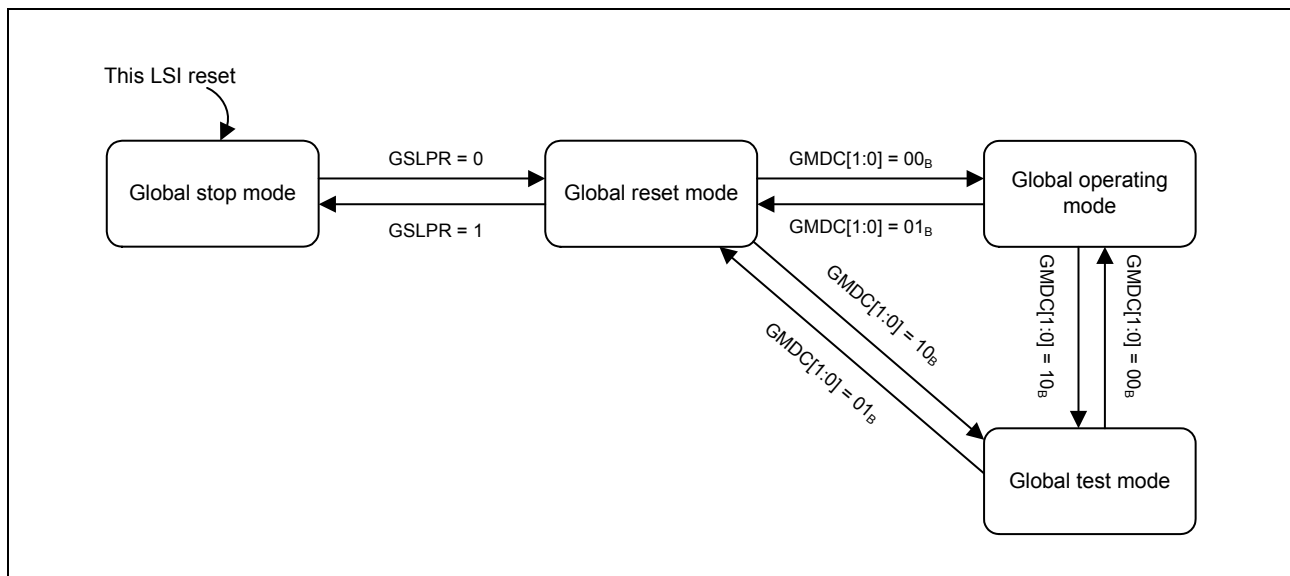 This LSI reset
Global stop mode
GSLPR = 0
GSLPR = 1
Global reset mode
GMDC[1:0] = 00B
GMDC[1:0] = 01B
Global operating
mode
GMDC[1:0] = 10B
GMDC[1:0] = 01B
GMDC[1:0] = 10B
GMDC[1:0] = 00B
Global test mode